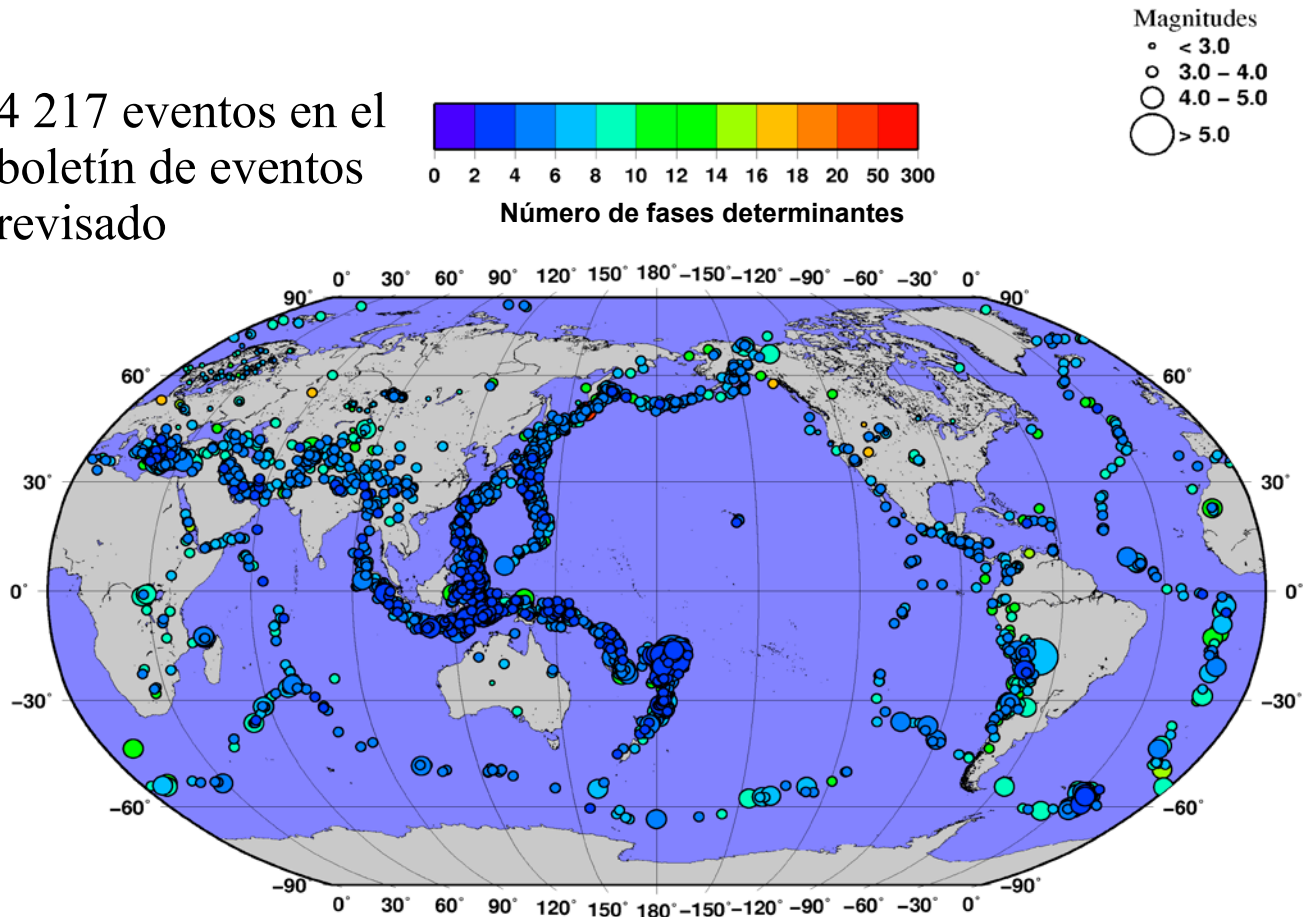 Magnitudes
< 3.0
3.0 – 4.0
4.0 – 5.0
> 5.0
4 217 eventos en el
boletín de eventos
revisado
0 2 4 6 8 10 12 14 16 18 20 50 300
Número de fases determinantes
0° 30° 60° 90° 120° 150° 180° −150° −120° −90° −60° −30° 0°
90° 90°
60° 60°
30° 30°
0° 0°
−30° −30°
−60° −60°
−90° −90°
0° 30° 60° 90° 120° 150° 180° −150° −120° −90° −60° −30° 0°